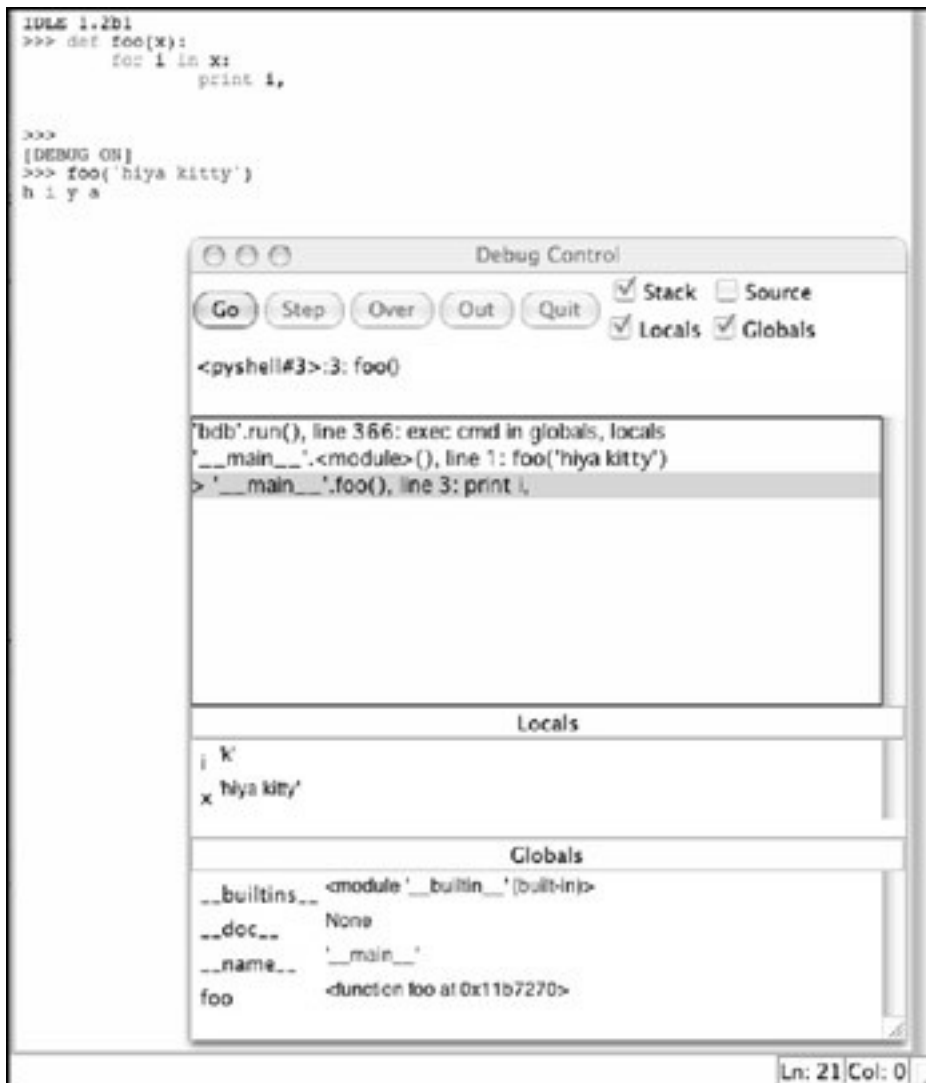 IDLE 1.2b1
>>> def foo(x):
for i in x:
print i,
>>>
[DEBUG ON]
>>> foo('hiya kitty')
h i y a
Debug Control
Go Step Over Out Quit
Stack Source
Locals Globals
<pyshell#3>:3: foo()
'bdb'.run(), line 366: exec cmd in globals, locals
'__main__'.<module>(), line 1: foo('hiya kitty')
> '__main__'.foo(), line 3: print i,
Locals
i 'k'
x 'hiya kitty'
Globals
__builtins__ <module '__builtin__' (built-in)>
__doc__ None
__name__ '__main__'
foo <function foo at 0x11b7270>
Ln: 21 Col: 0